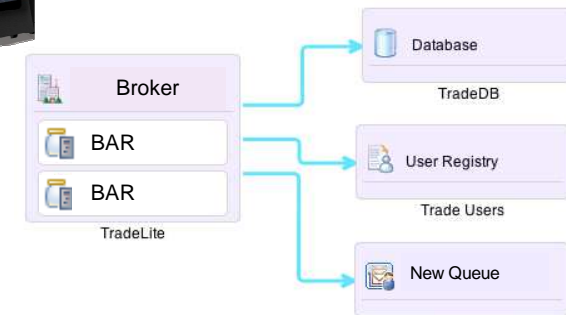 Broker
BAR
BAR
TradeLite
Database
TradeDB
User Registry
Trade Users
New Queue